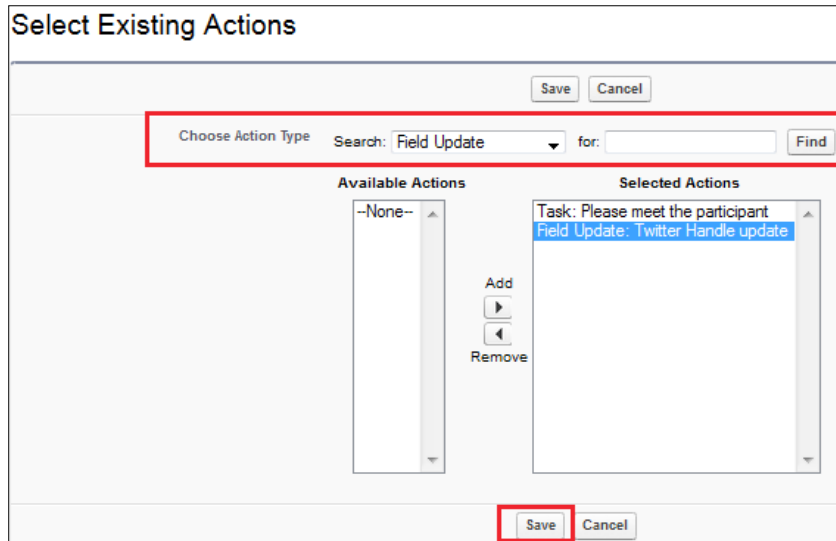 Select Existing Actions
Save Cancel
Choose Action Type Search: Field Update for: Find
Available Actions Selected Actions
--None-- Task: Please meet the participant
Field Update: Twitter Handle update
Add
Remove
Save Cancel